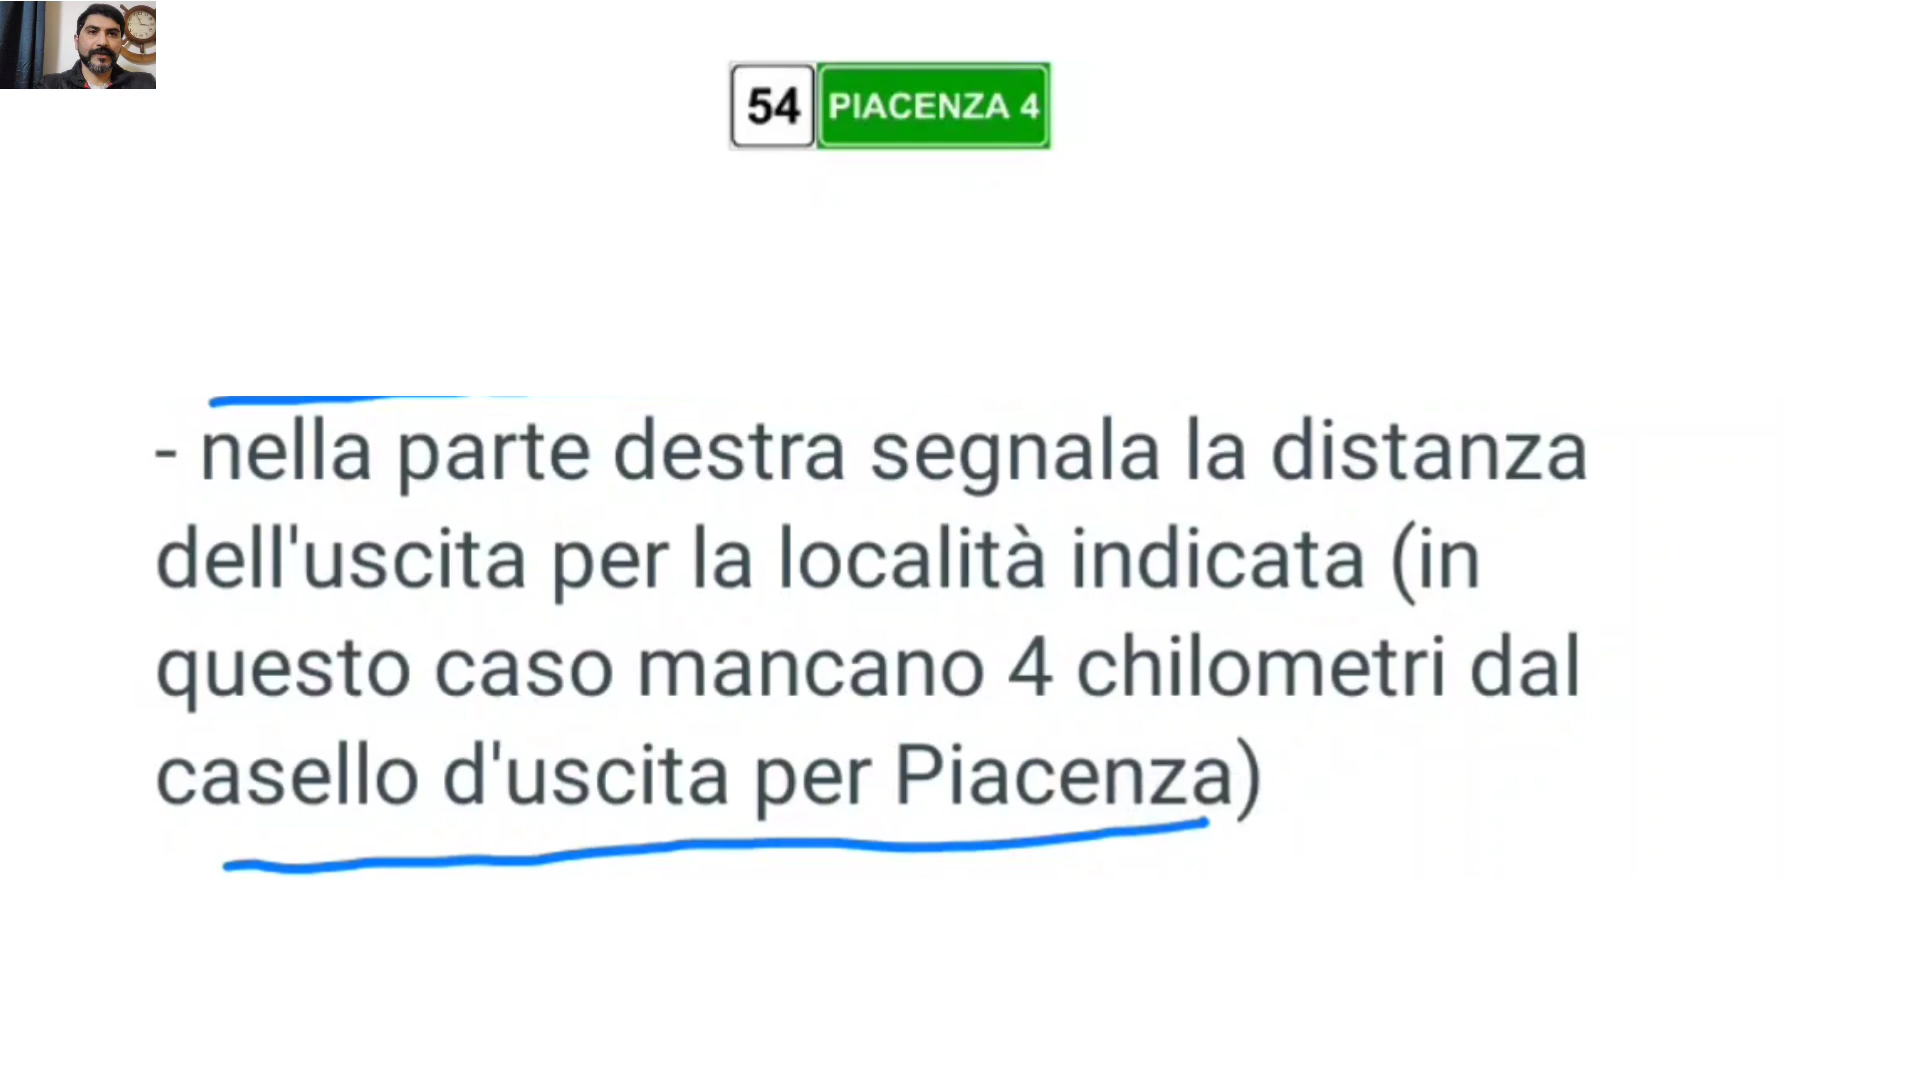 54 PIACENZA 4
- nella parte destra segnala la distanza
dell'uscita per la località indicata (in
questo caso mancano 4 chilometri dal
casello d'uscita per Piacenza)